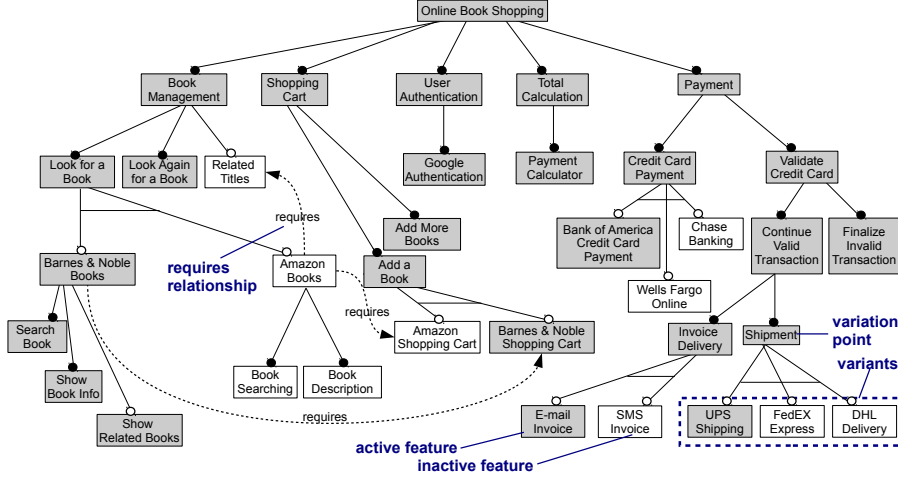 Online Book Shopping
Book
Management
Shopping
Cart
User
Authentication
Total
Calculation
Payment
Look for a
Book
Look Again
for a Book
Related
Titles
Google
Authentication
Payment
Calculator
Credit Card
Payment
Validate
Credit Card
requires
Add More
Books
Bank of America
Credit Card
Payment
Chase
Banking
Continue
Valid
Transaction
Finalize
Invalid
Transaction
requires
relationship
Barnes & Noble
Books
Amazon
Books
Add a
Book
Wells Fargo
Online
requires
Search
Book
Amazon
Shopping Cart
Barnes & Noble
Shopping Cart
Invoice
Delivery
Shipment
variation
point
Show
Book Info
Book
Searching
Book
Description
variants
Show
Related Books
requires
E-mail
Invoice
SMS
Invoice
UPS
Shipping
FedEX
Express
DHL
Delivery
active feature
inactive feature